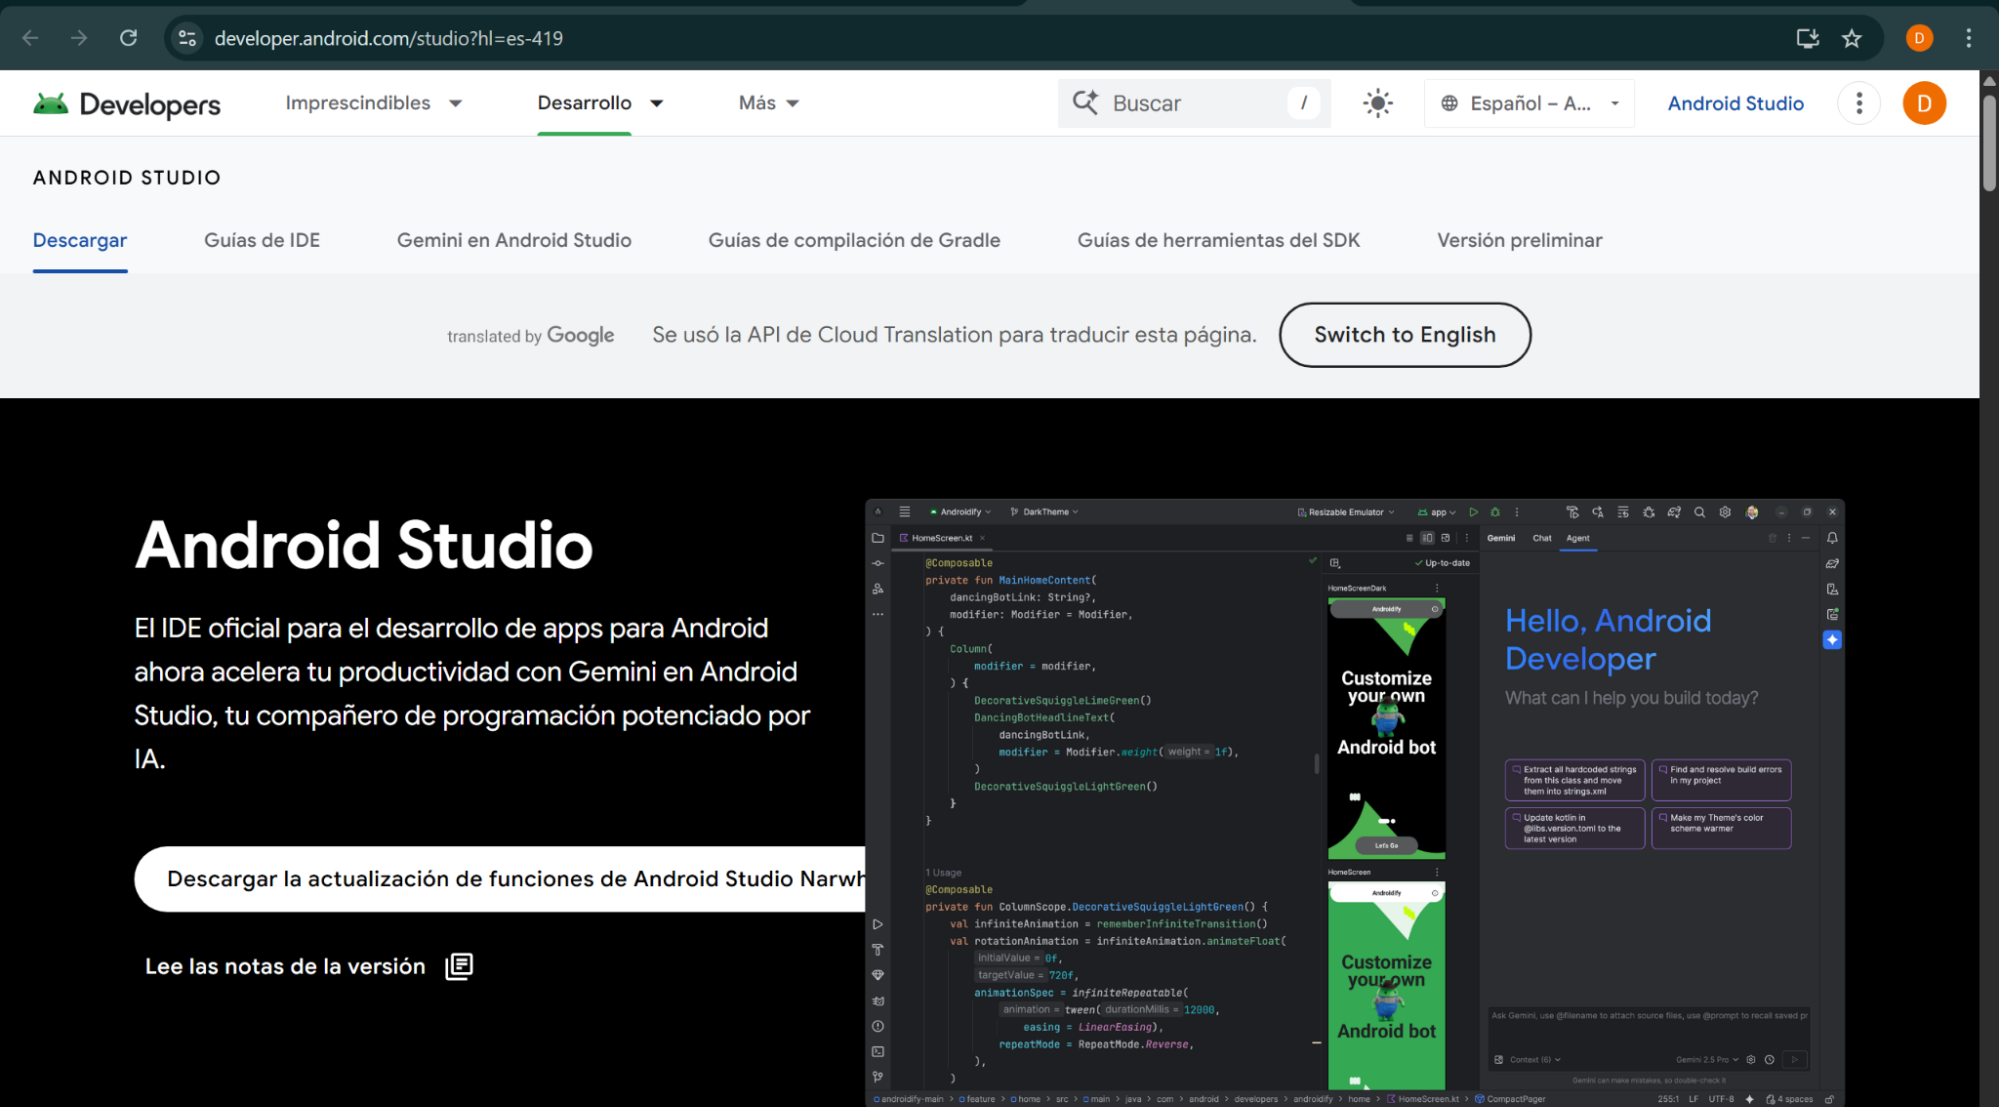 developer.android.com/studio?hl=es-419
D
Developers
Imprescindibles
Desarrollo
Más
Buscar
/
Español – A...
Android Studio
D
ANDROID STUDIO
Descargar
Guías de IDE
Gemini en Android Studio
Guías de compilación de Gradle
Guías de herramientas del SDK
Versión preliminar
translated by Google
Se usó la API de Cloud Translation para traducir esta página.
Switch to English
Android Studio
El IDE oficial para el desarrollo de apps para Android
ahora acelera tu productividad con Gemini en Android
Studio, tu compañero de programación potenciado por
IA.
Descargar la actualización de funciones de Android Studio Narwh
Lee las notas de la versión
Androidify
DarkTheme
Resizable Emulator
app
HomeScreen.kt
@Composable
private fun MainHomeContent(
dancingBotLink: String?,
modifier: Modifier = Modifier,
) {
Column(
modifier = modifier,
) {
DecorativeSquiggleLimeGreen()
DancingBotHeadlineText(
dancingBotLink,
modifier = Modifier.weight( weight = 1f),
)
DecorativeSquiggleLightGreen()
}
}
1 Usage
@Composable
private fun ColumnScope.DecorativeSquiggleLightGreen() {
val infiniteAnimation = rememberInfiniteTransition()
val rotationAnimation = infiniteAnimation.animateFloat(
initialValue = 0f,
targetValue = 720f,
animationSpec = infiniteRepeatable(
animation = tween( durationMillis = 12000,
easing = LinearEasing),
repeatMode = RepeatMode.Reverse,
),
)
Up-to-date
HomeScreenDark
Androidify
Customize
your own
Android bot
Let's Go
HomeScreen
Androidify
Customize
your own
Android bot
Gemini
Chat
Agent
Hello, Android
Developer
What can I help you build today?
Extract all hardcoded strings
from this class and move
them into strings.xml
Find and resolve build errors
in my project
Update kotlin in
@libs.version.toml to the
latest version
Make my Theme's color
scheme warmer
Ask Gemini, use @filename to attach source files, use @prompt to recall saved pr
Context (6)
Gemini 2.5 Pro
Gemini can make mistakes, so double-check it
androidify-main > feature > home > src > main > java > com > android > developers > androidify > home > HomeScreen.kt > CompactPager
255:1 LF UTF-8 4 spaces